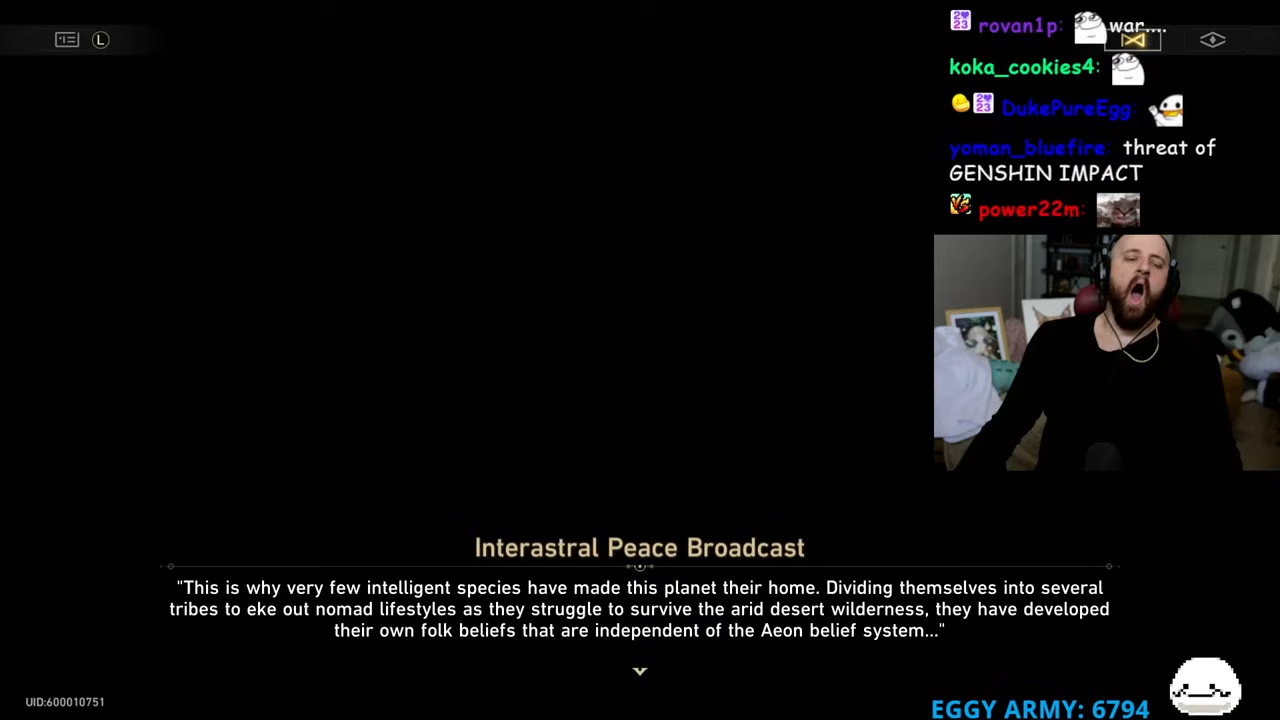 L
rovan1p: war....
koka_cookies4:
DukePureEgg:
yoman_bluefire: threat of
GENSHIN IMPACT
power22m:
Interastral Peace Broadcast
"This is why very few intelligent species have made this planet their home. Dividing themselves into several
tribes to eke out nomad lifestyles as they struggle to survive the arid desert wilderness, they have developed
their own folk beliefs that are independent of the Aeon belief system..."
UID:600010751
EGGY ARMY: 6794